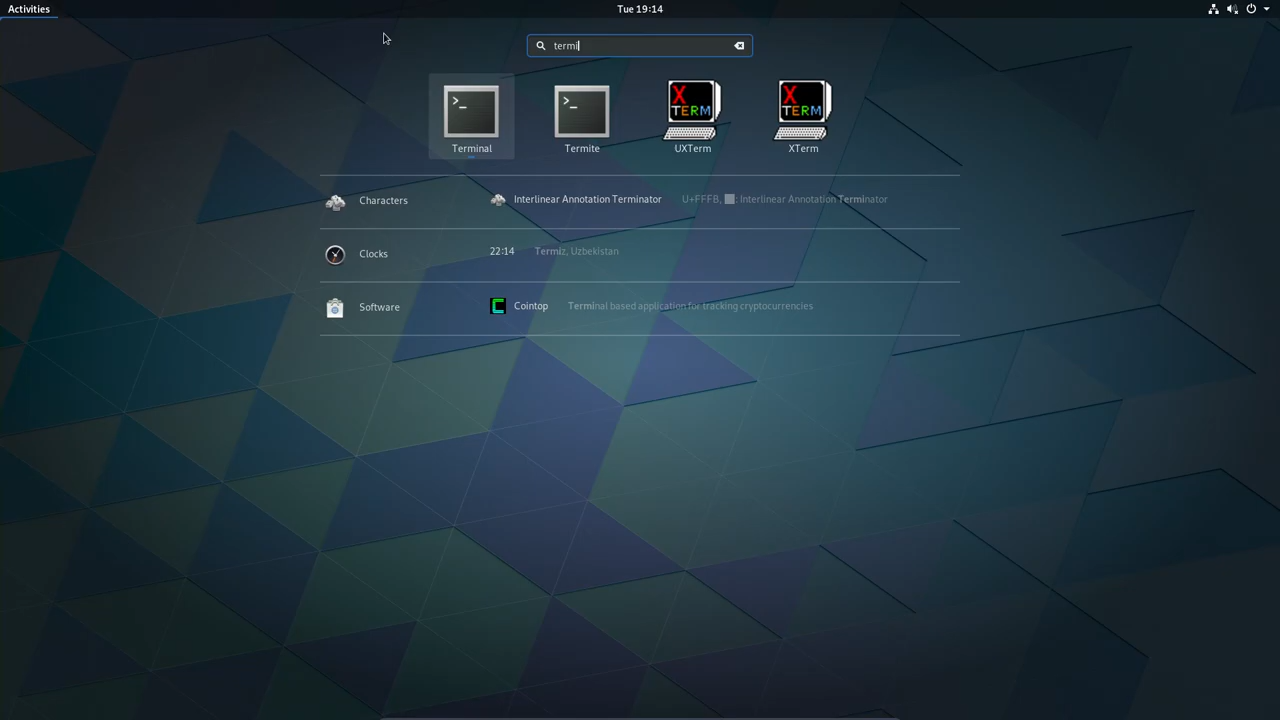 Activities
Tue 19:14
termi
>_
>_
X
TERM
X
TERM
Terminal
Termite
UXTerm
XTerm
Characters
Interlinear Annotation Terminator
U+FFFB, : Interlinear Annotation Terminator
Clocks
22:14
Termiz, Uzbekistan
Software
Cointop
Terminal based application for tracking cryptocurrencies